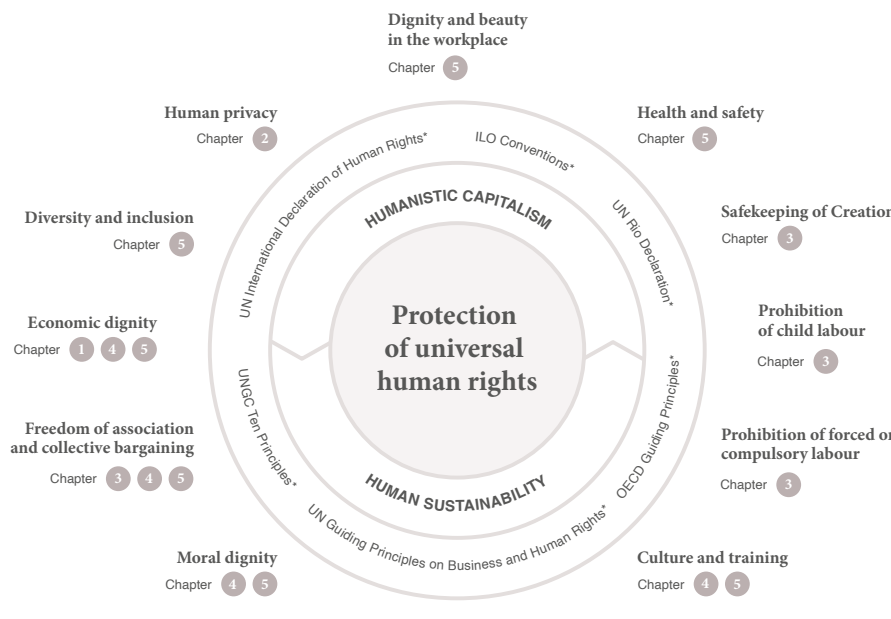 Dignity and beauty
in the workplace
Chapter 5
Human privacy
Chapter 2
Health and safety
Chapter 5
Diversity and inclusion
Chapter 5
Safekeeping of Creation
Chapter 3
Economic dignity
Chapter 1 4 5
Prohibition
of child labour
Chapter 3
Freedom of association
and collective bargaining
Chapter 3 4 5
Prohibition of forced or
compulsory labour
Chapter 3
Moral dignity
Chapter 4 5
Culture and training
Chapter 4 5
UN International Declaration of Human Rights*
ILO Conventions*
UN Rio Declaration*
OECD Guiding Principles*
UN Guiding Principles on Business and Human Rights*
UNGC Ten Principles*
HUMANISTIC CAPITALISM
Protection
of universal
human rights
HUMAN SUSTAINABILITY